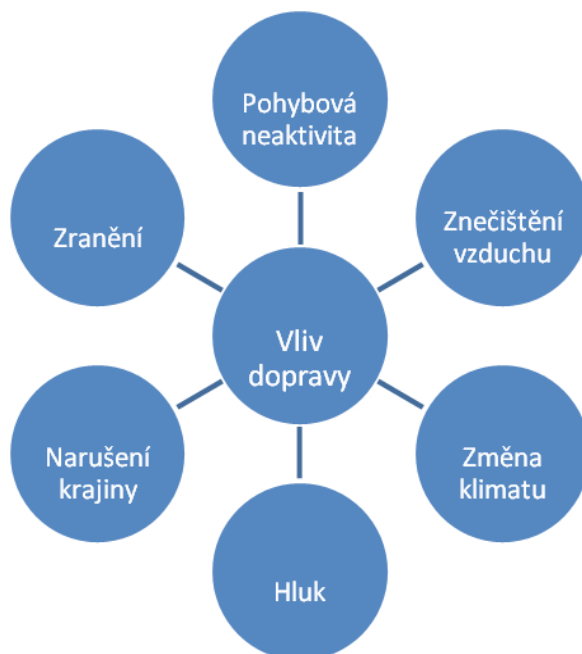 Pohybová
neaktivita
Zranění
Znečištění
vzduchu
Vliv
dopravy
Narušení
krajiny
Změna
klimatu
Hluk